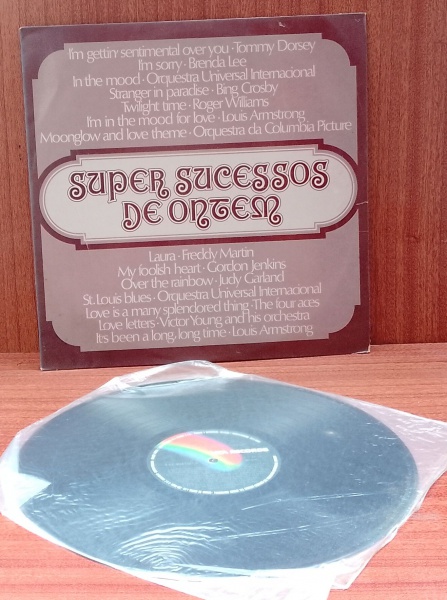 I'm gettin' sentimental over you · Tommy Dorsey
I'm sorry · Brenda Lee
In the mood · Orquestra Universal Internacional
Stranger in paradise · Bing Crosby
Twilight time · Roger Williams
I'm in the mood for love · Louis Armstrong
Moonglow and love theme · Orquestra da Columbia Picture
SUPER SUCESSOS
DE ONTEM
Laura · Freddy Martin
My foolish heart · Gordon Jenkins
Over the rainbow · Judy Garland
St. Louis blues · Orquestra Universal Internacional
Love is a many splendored thing · The four aces
Love letters · Victor Young and his orchestra
It's been a long, long time · Louis Armstrong